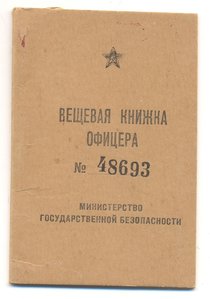 ВЕЩЕВАЯ КНИЖКА
ОФИЦЕРА
№ 48693
МИНИСТЕРСТВО
ГОСУДАРСТВЕННОЙ БЕЗОПАСНОСТИ